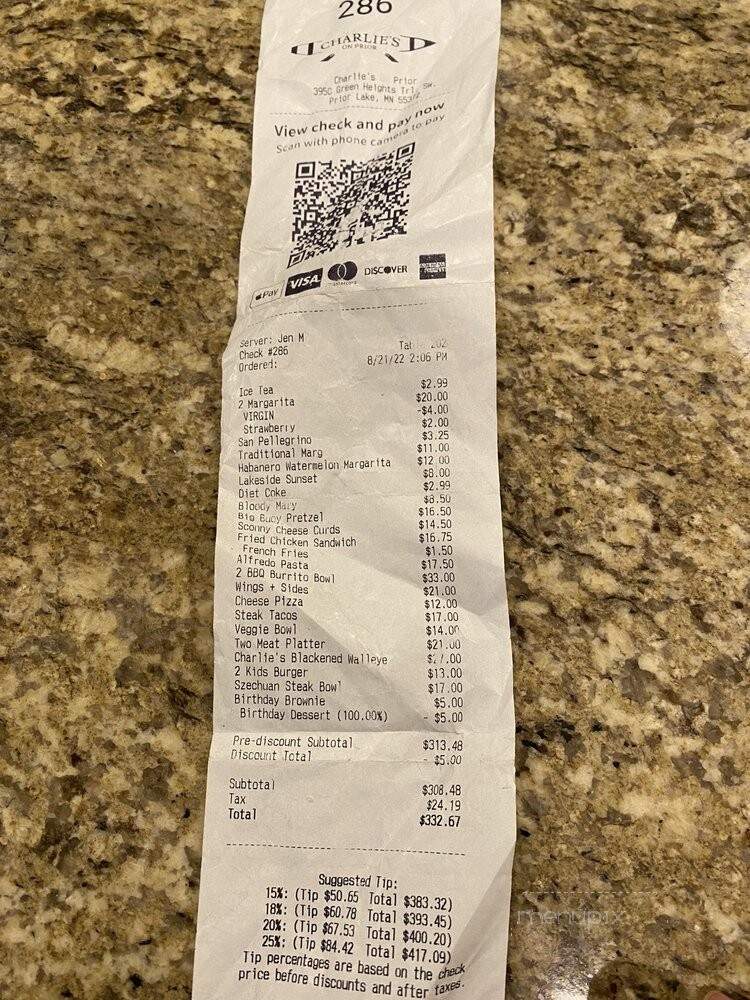 286
CHARLIE'S
ON PRIOR
Charlie's Prior
Green Heights Trl SW.
Prior Lake, MN
View check and pay now
Scan with phone camera to pay
Pay VISA DISCOVER
Server: Jen M
Check #286
Ordered: 8/21/22 2:06 PM
Ice Tea $2.99
2 Margarita $20.00
VIRGIN -$4.00
Strawberry $2.00
San Pellegrino $3.25
Traditional Marg $11.00
Habanero Watermelon Margarita $12.00
Lakeside Sunset $8.00
Diet Coke $2.99
Bloody Mary $8.50
Big Buoy Pretzel $16.50
Sconny Cheese Curds $14.50
Fried Chicken Sandwich $16.75
French Fries $1.50
Alfredo Pasta $17.50
2 BBQ Burrito Bowl $33.00
Wings + Sides $21.00
Cheese Pizza $12.00
Steak Tacos $17.00
Veggie Bowl $14.00
Two Meat Platter $21.00
Charlie's Blackened Walleye
2 Kids Burger $13.00
Szechuan Steak Bowl $17.00
Birthday Brownie $5.00
Birthday Dessert (100.00%) - $5.00
Pre-discount Subtotal $313.48
Discount Total - $5.00
Subtotal $308.48
Tax $24.19
Total $332.67
Suggested Tip:
15%: (Tip $50.65 Total $383.32)
18%: (Tip $60.78 Total $393.45)
20%: (Tip $67.53 Total $400.20)
25%: (Tip $84.42 Total $417.09)
Tip percentages are based on the check
price before discounts and after taxes.
menupix